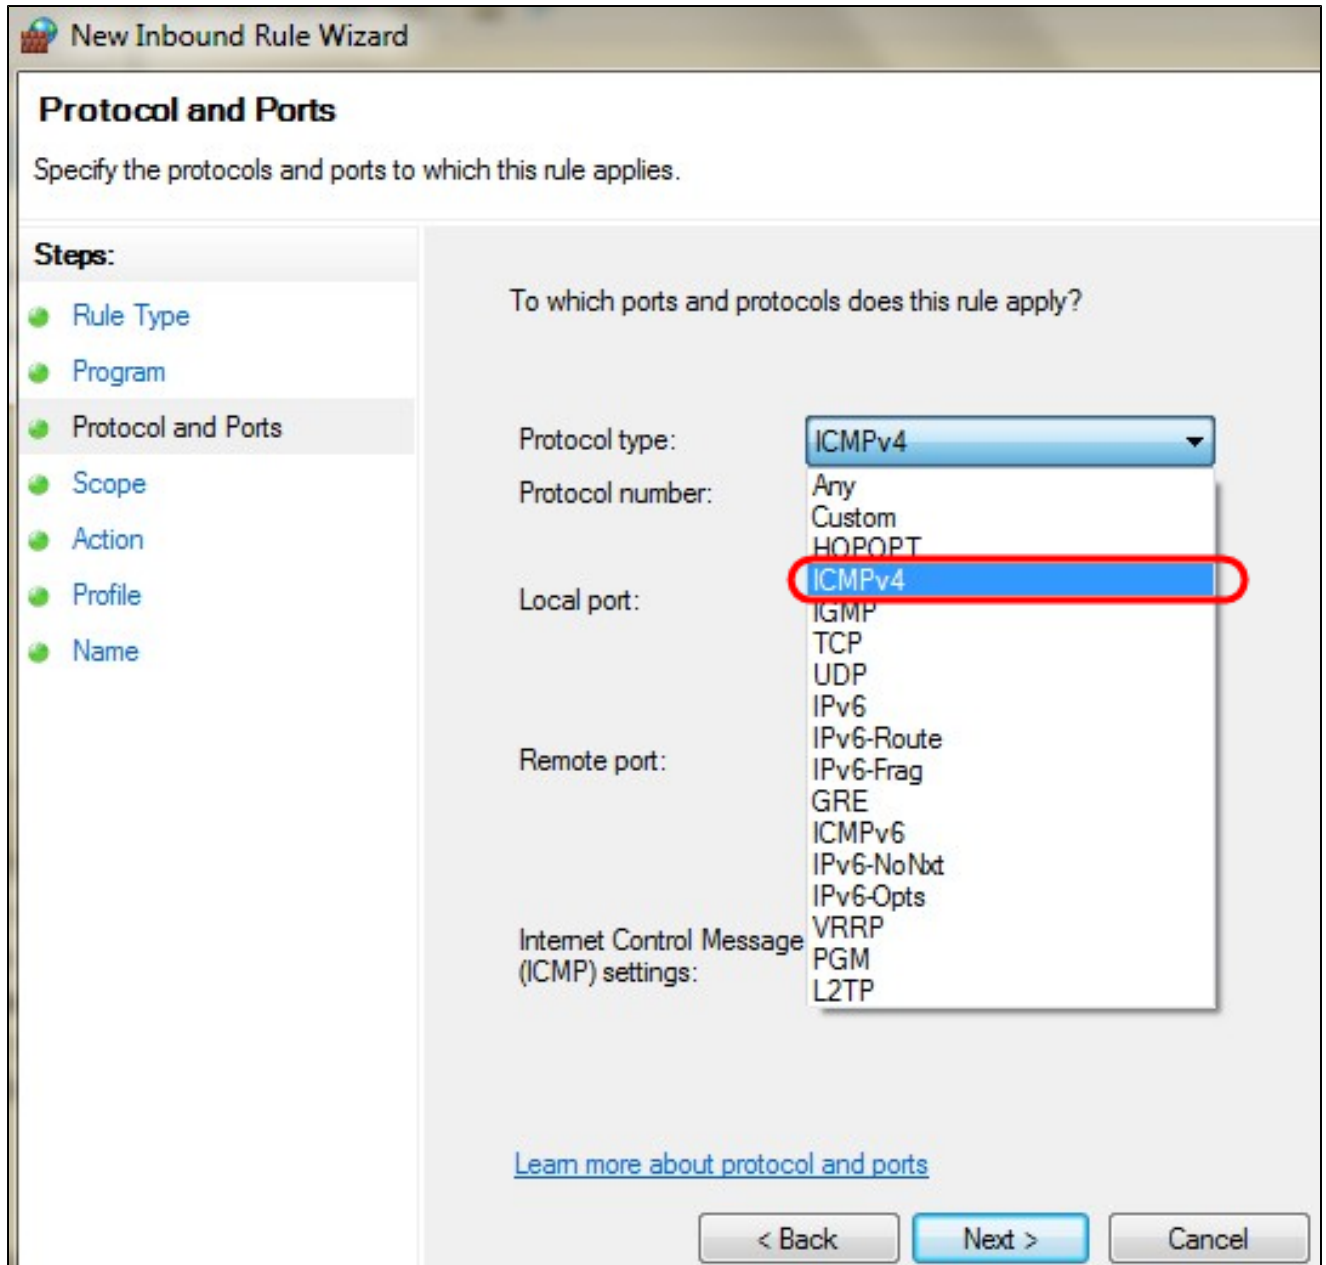 New Inbound Rule Wizard
Protocol and Ports
Specify the protocols and ports to which this rule applies.
Steps:
Rule Type
Program
Protocol and Ports
Scope
Action
Profile
Name
To which ports and protocols does this rule apply?
Protocol type: ICMPv4
Protocol number:
Any
Custom
HOPOPT
ICMPv4
IGMP
TCP
UDP
IPv6
IPv6-Route
IPv6-Frag
GRE
ICMPv6
IPv6-NoNxt
IPv6-Opts
VRRP
PGM
L2TP
Local port:
Remote port:
Internet Control Message
(ICMP) settings:
Learn more about protocol and ports
< Back Next > Cancel